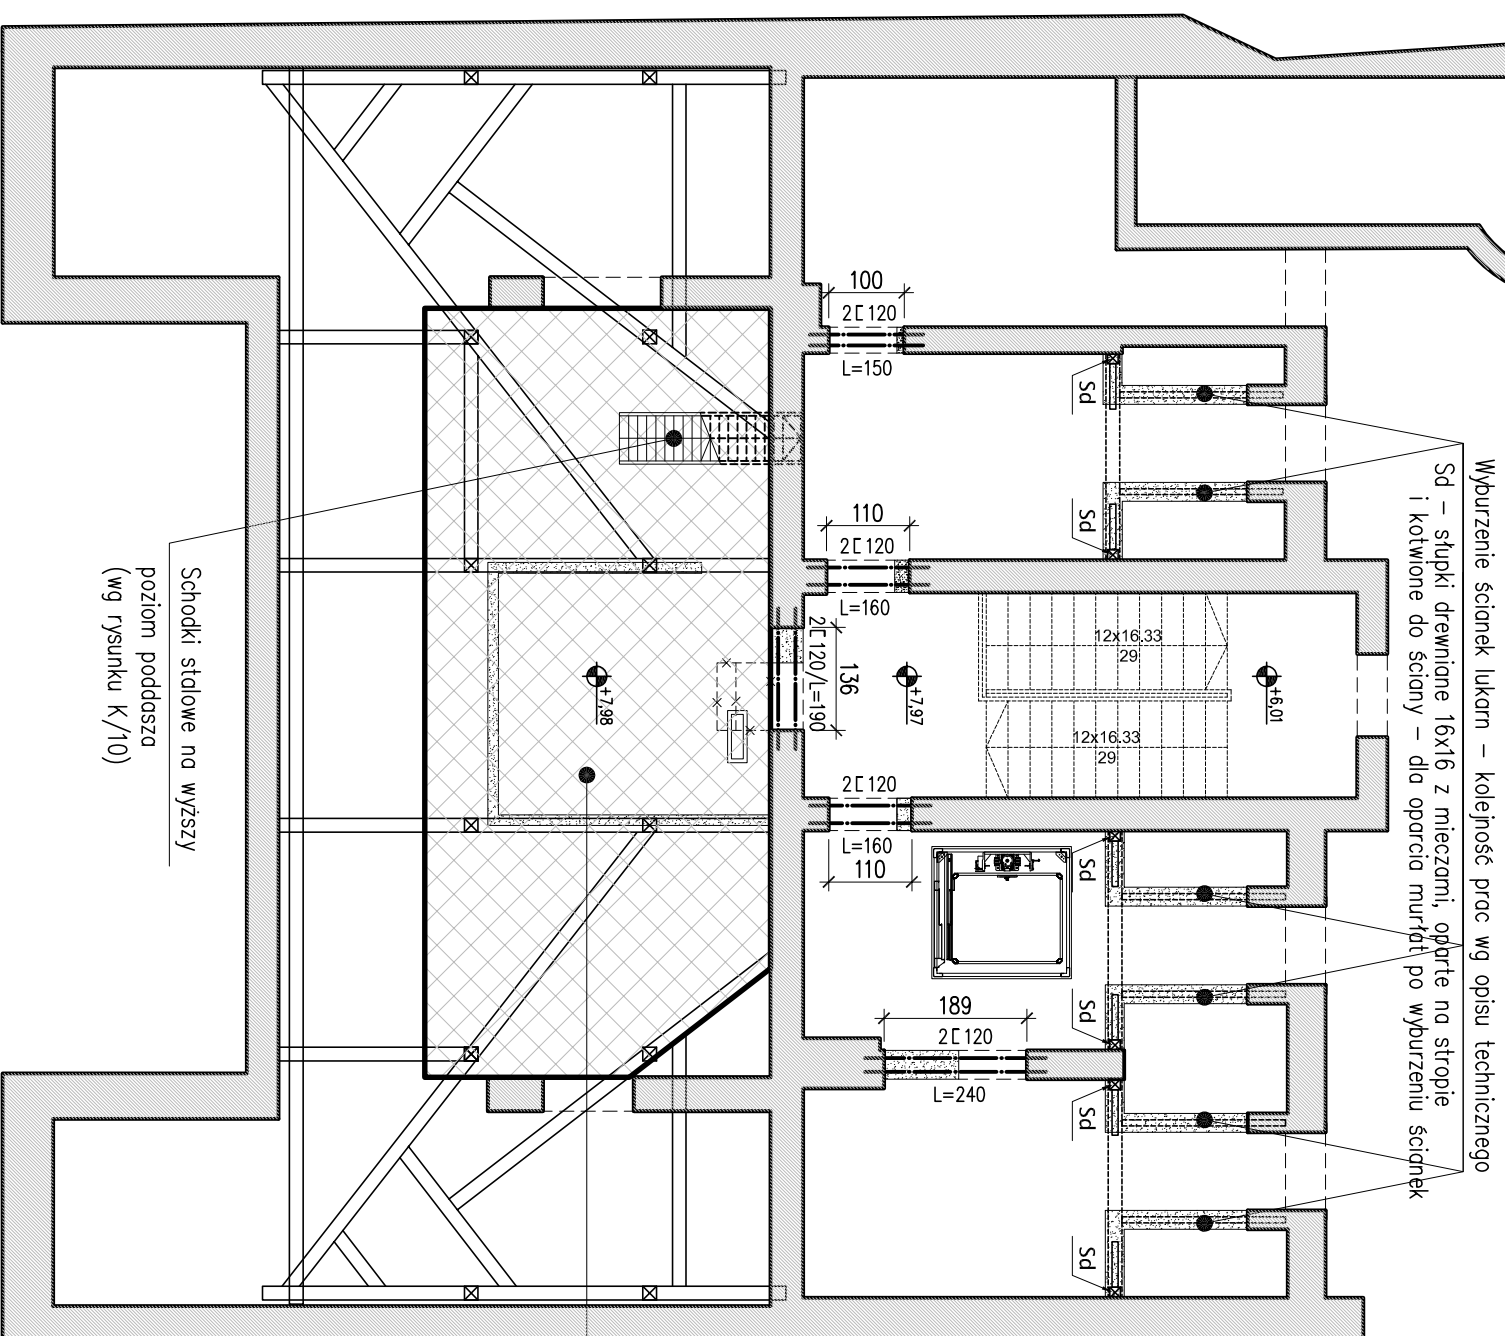 Wyburzenie ścianek lukarn – kolejność prac wg opisu technicznego
Sd – słupki drewniane 16x16 z mieczami, oparte na stropie
i kotwione do ściany – dla oparcia murłat po wyburzeniu ścianek
Schodki stalowe na wyższy
poziom poddasza
(wg rysunku K/10)
100
2[120
L=150
Sd
Sd
110
2[120
L=160
136
2[120/L=190
12x16.33
29
12x16.33
29
+7,98
+7,97
+6,01
2[120
L=160
110
Sd
189
2[120
L=240
Sd
Sd
Sd